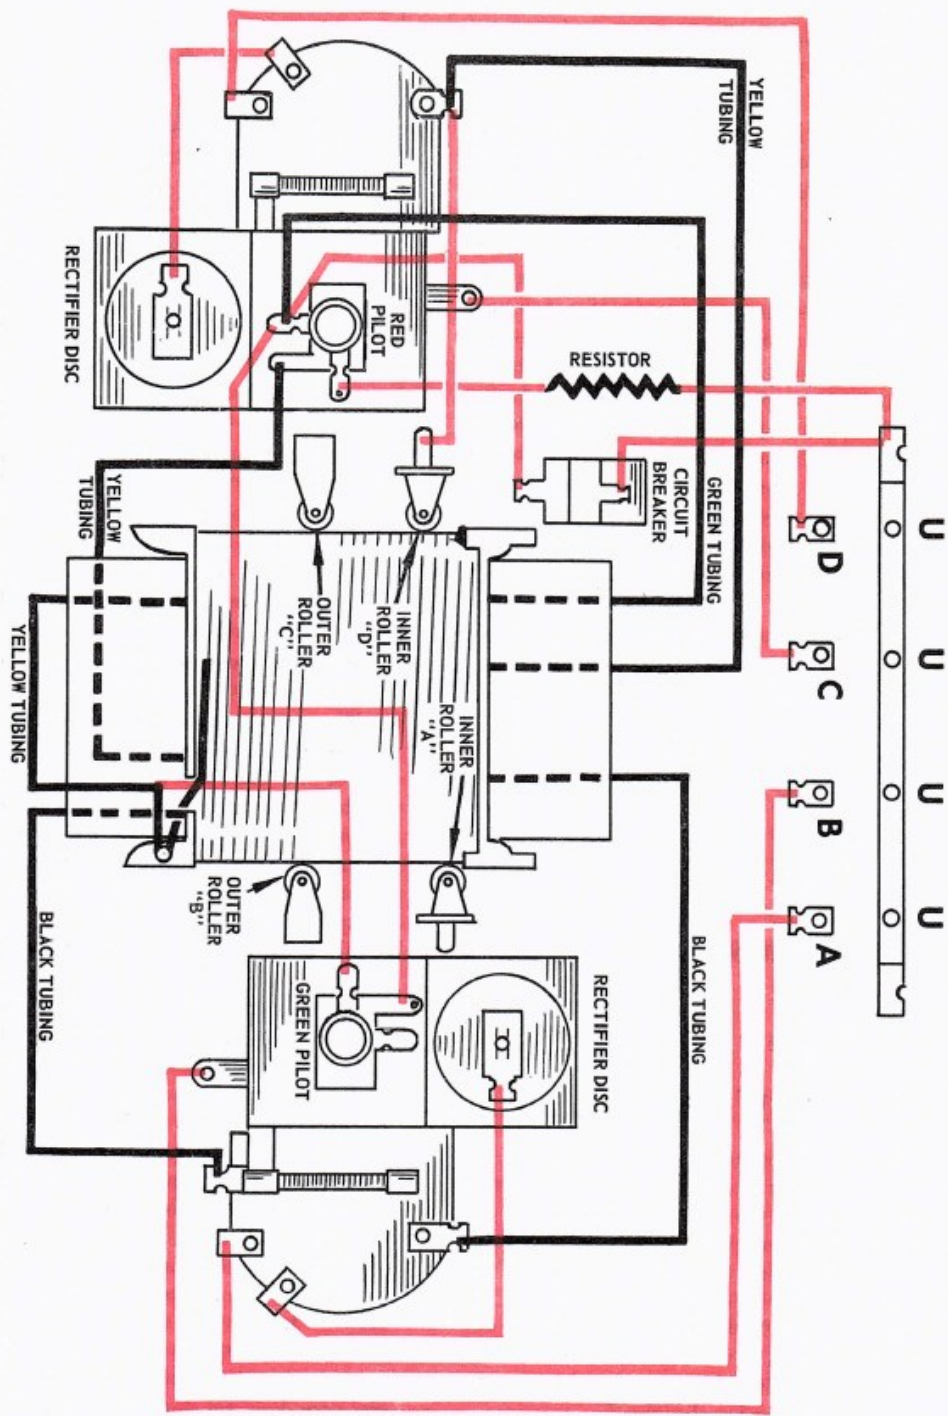 YELLOW
TUBING
RECTIFIER DISC
RED
PILOT
RESISTOR
CIRCUIT
BREAKER
GREEN TUBING
YELLOW
TUBING
OUTER
ROLLER
"C"
INNER
ROLLER
"D"
INNER
ROLLER
"A"
OUTER
ROLLER
"B"
YELLOW TUBING
BLACK TUBING
BLACK TUBING
GREEN PILOT
RECTIFIER DISC
U
U
U
U
D
C
B
A